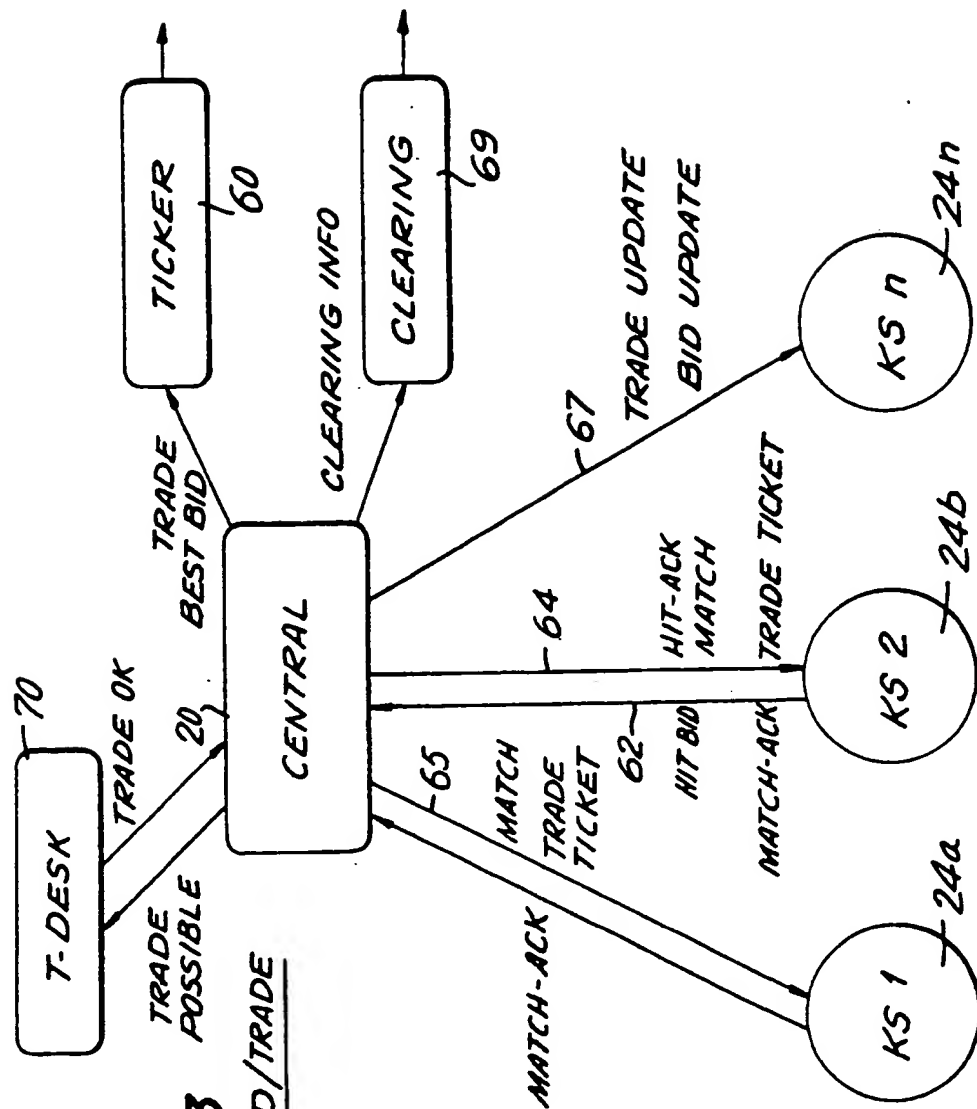 T-DESK
70
TRADE OK
TRADE
POSSIBLE
3
D/TRADE
20
CENTRAL
TRADE
BEST BID
TICKER
60
CLEARING INFO
CLEARING
69
65
MATCH
TRADE
TICKET
MATCH-ACK
62
HIT BID
MATCH-ACK
64
HIT-ACK
MATCH
TRADE TICKET
67
TRADE UPDATE
BID UPDATE
KS 1
24a
KS 2
24b
KS n
24n